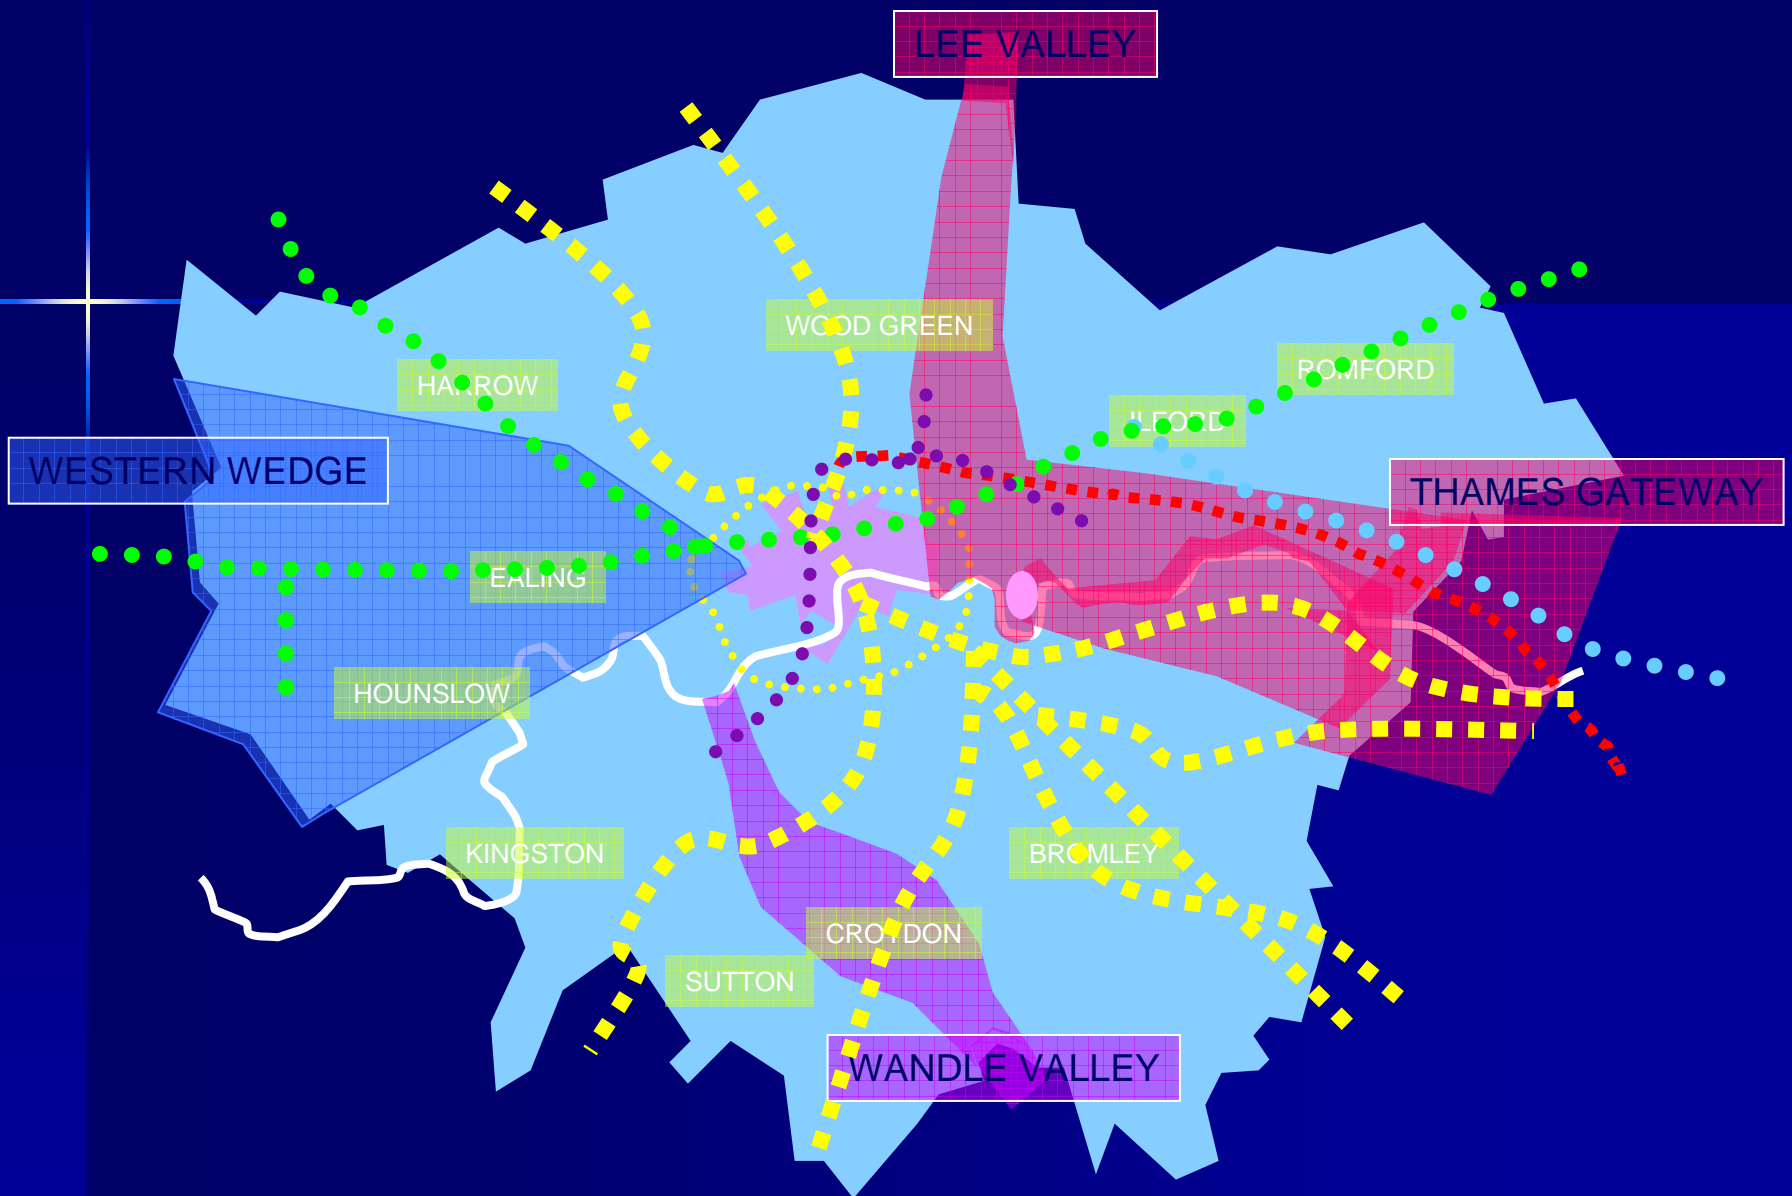 LEE VALLEY
WOOD GREEN
HARROW
ROMFORD
ILFORD
WESTERN WEDGE
THAMES GATEWAY
EALING
HOUNSLOW
KINGSTON
BROMLEY
CROYDON
SUTTON
WANDLE VALLEY